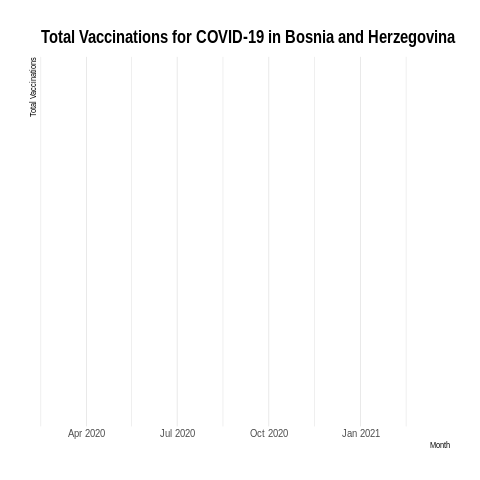 Total Vaccinations for COVID-19 in Bosnia and Herzegovina
Total Vaccinations
Apr 2020
Jul 2020
Oct 2020
Jan 2021
Month